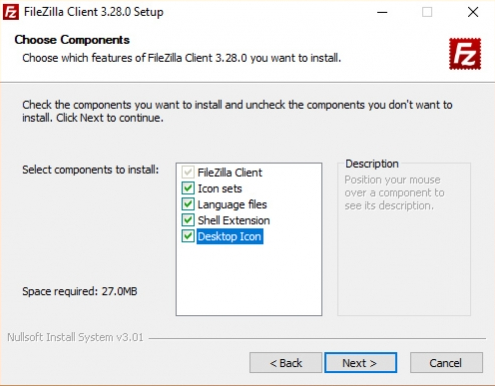 FileZilla Client 3.28.0 Setup
Choose Components
Choose which features of FileZilla Client 3.28.0 you want to install.
Fz
Check the components you want to install and uncheck the components you don't want to
install. Click Next to continue.
Select components to install:
FileZilla Client
Icon sets
Language files
Shell Extension
Desktop Icon
Description
Position your mouse
over a component to
see its description.
Space required: 27.0MB
Nullsoft Install System v3.01
< Back
Next >
Cancel